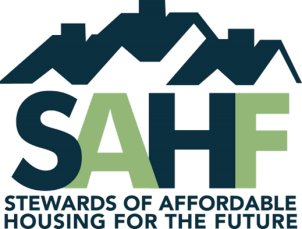 SAHF
STEWARDS OF AFFORDABLE
HOUSING FOR THE FUTURE